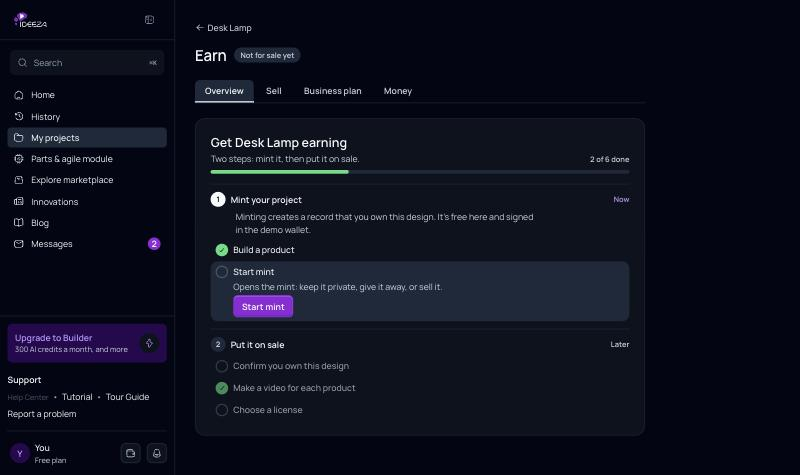 IDEEZA
Search
⌘K
Home
History
My projects
Parts & agile module
Explore marketplace
Innovations
Blog
Messages
2
Upgrade to Builder
300 AI credits a month, and more
Support
Help Center • Tutorial • Tour Guide
Report a problem
Y
You
Free plan
← Desk Lamp
Earn
Not for sale yet
Overview
Sell
Business plan
Money
Get Desk Lamp earning
Two steps: mint it, then put it on sale.
2 of 6 done
1
Mint your project
Now
Minting creates a record that you own this design. It's free here and signed
in the demo wallet.
Build a product
Start mint
Opens the mint: keep it private, give it away, or sell it.
Start mint
2
Put it on sale
Later
Confirm you own this design
Make a video for each product
Choose a license